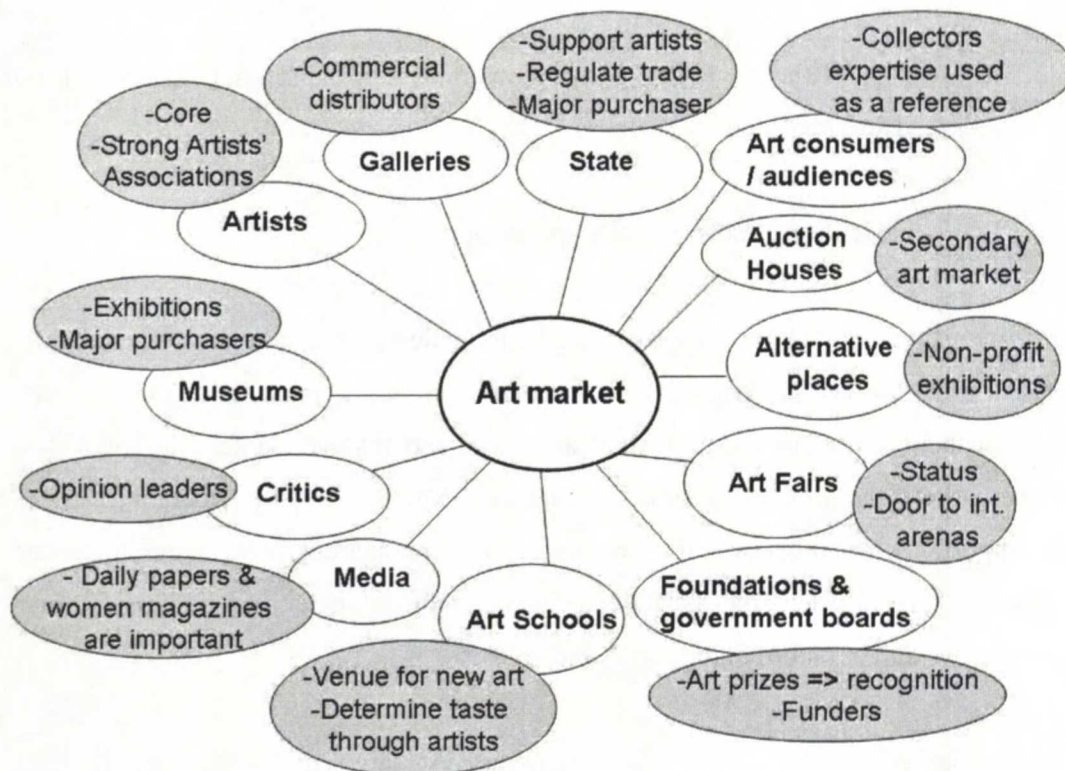 -Support artists
-Regulate trade
-Major purchaser
State
-Collectors
expertise used
as a reference
Art consumers
/ audiences
-Commercial
distributors
Galleries
-Core
-Strong Artists'
Associations
Artists
Auction
Houses
-Secondary
art market
-Exhibitions
-Major purchasers
Museums
Art market
Alternative
places
-Non-profit
exhibitions
-Opinion leaders
Critics
Art Fairs
-Status
-Door to int.
arenas
- Daily papers &
women magazines
are important
Media
Art Schools
-Venue for new art
-Determine taste
through artists
Foundations &
government boards
-Art prizes => recognition
-Funders